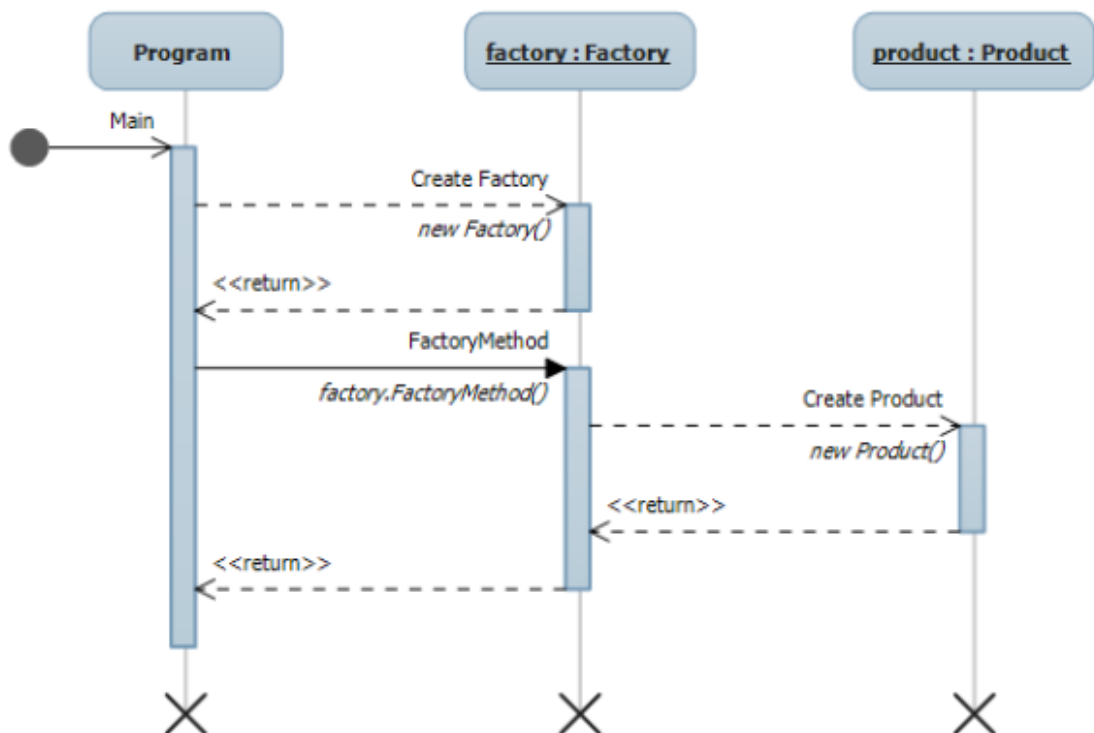 Program
factory : Factory
product : Product
Main
Create Factory
new Factory()
<<return>>
FactoryMethod
factory.FactoryMethod()
Create Product
new Product()
<<return>>
<<return>>